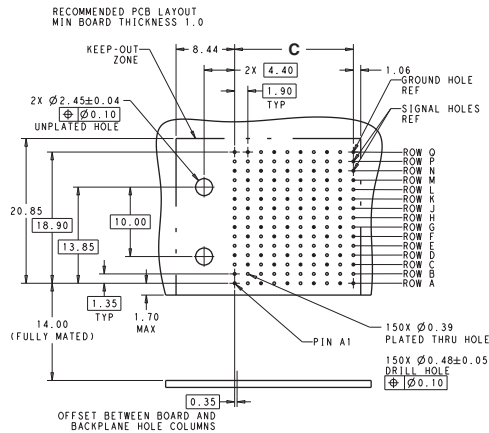 RECOMMENDED PCB LAYOUT
MIN BOARD THICKNESS 1.0
8.44
C
KEEP-OUT
ZONE
2X 4.40
1.06
1.90
TYP
GROUND HOLE
REF
2X Ø2.45±0.04
⌖ Ø0.10
UNPLATED HOLE
SIGNAL HOLES
REF
ROW Q
ROW P
ROW N
ROW M
ROW L
ROW K
ROW J
ROW H
ROW G
ROW F
ROW E
ROW D
ROW C
ROW B
ROW A
20.85
18.90
13.85
10.00
1.35
TYP
1.70
MAX
14.00
(FULLY MATED)
PIN A1
150X Ø0.39
PLATED THRU HOLE
150X Ø0.48±0.05
DRILL HOLE
⌖ Ø0.10
0.35
OFFSET BETWEEN BOARD AND
BACKPLANE HOLE COLUMNS